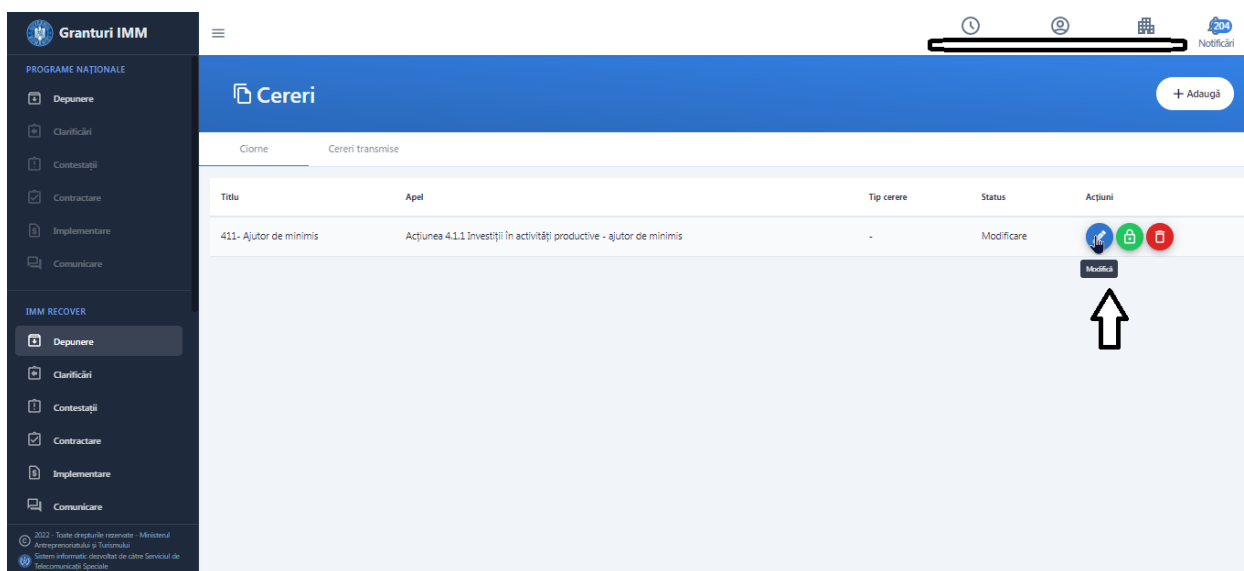 Granturi IMM
204
Notificări
PROGRAME NAȚIONALE
Depunere
Clarificări
Contestații
Contractare
Implementare
Comunicare
IMM RECOVER
Depunere
Clarificări
Contestații
Contractare
Implementare
Comunicare
2022 - Toate drepturile rezervate - Ministerul
Antreprenoriatului și Turismului
Sistem informatic dezvoltat de către Serviciul de
Telecomunicații Speciale
Cereri
+ Adaugă
Ciorne Cereri transmise
Titlu Apel Tip cerere Status Acțiuni
411- Ajutor de minimis Acțiunea 4.1.1 Investiții în activități productive - ajutor de minimis - Modificare
Modifică